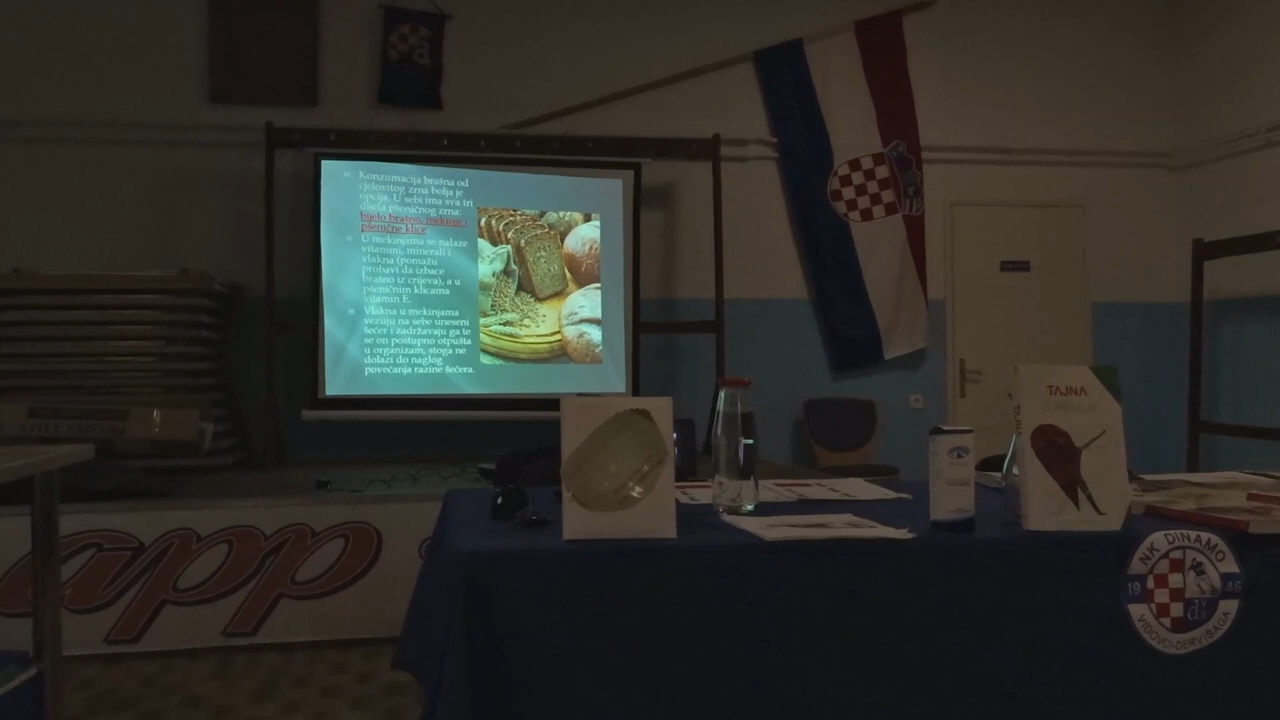 a
Konzumacija brašna od
cjelovitog zrna bolja je
opcija. U sebi ima sva tri
dijela pšeničnog zrna:
bijelo brašno, mekinje i
pšenične klice
U mekinjama se nalaze
vitamini, minerali i
vlakna (pomažu
probavi da izbace
brašno iz crijeva), a u
pšeničnim klicama
vitamin E.
Vlakna u mekinjama
vezuju na sebe uneseni
šećer i zadržavaju ga te
se on postupno otpušta
u organizam, stoga ne
dolazi do naglog
povećanja razine šećera.
TAJNA
app
NK DINAMO
19 46
d
VIDOVCI-DERVIŠAGA